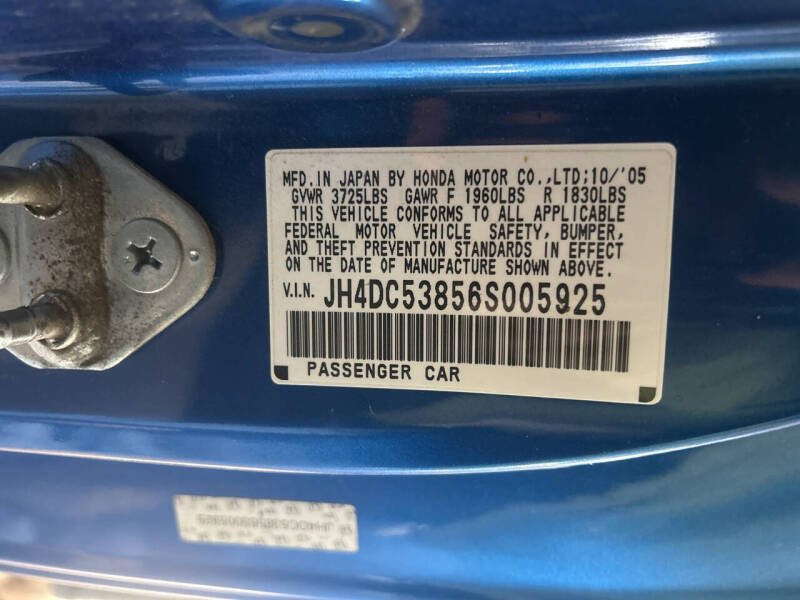 MFD.IN JAPAN BY HONDA MOTOR CO.,LTD;10/'05
GVWR 3725LBS GAWR F 1960LBS R 1830LBS
THIS VEHICLE CONFORMS TO ALL APPLICABLE
FEDERAL MOTOR VEHICLE SAFETY, BUMPER,
AND THEFT PREVENTION STANDARDS IN EFFECT
ON THE DATE OF MANUFACTURE SHOWN ABOVE.
V.I.N. JH4DC53856S005925
PASSENGER CAR
JH4DC53856S005925